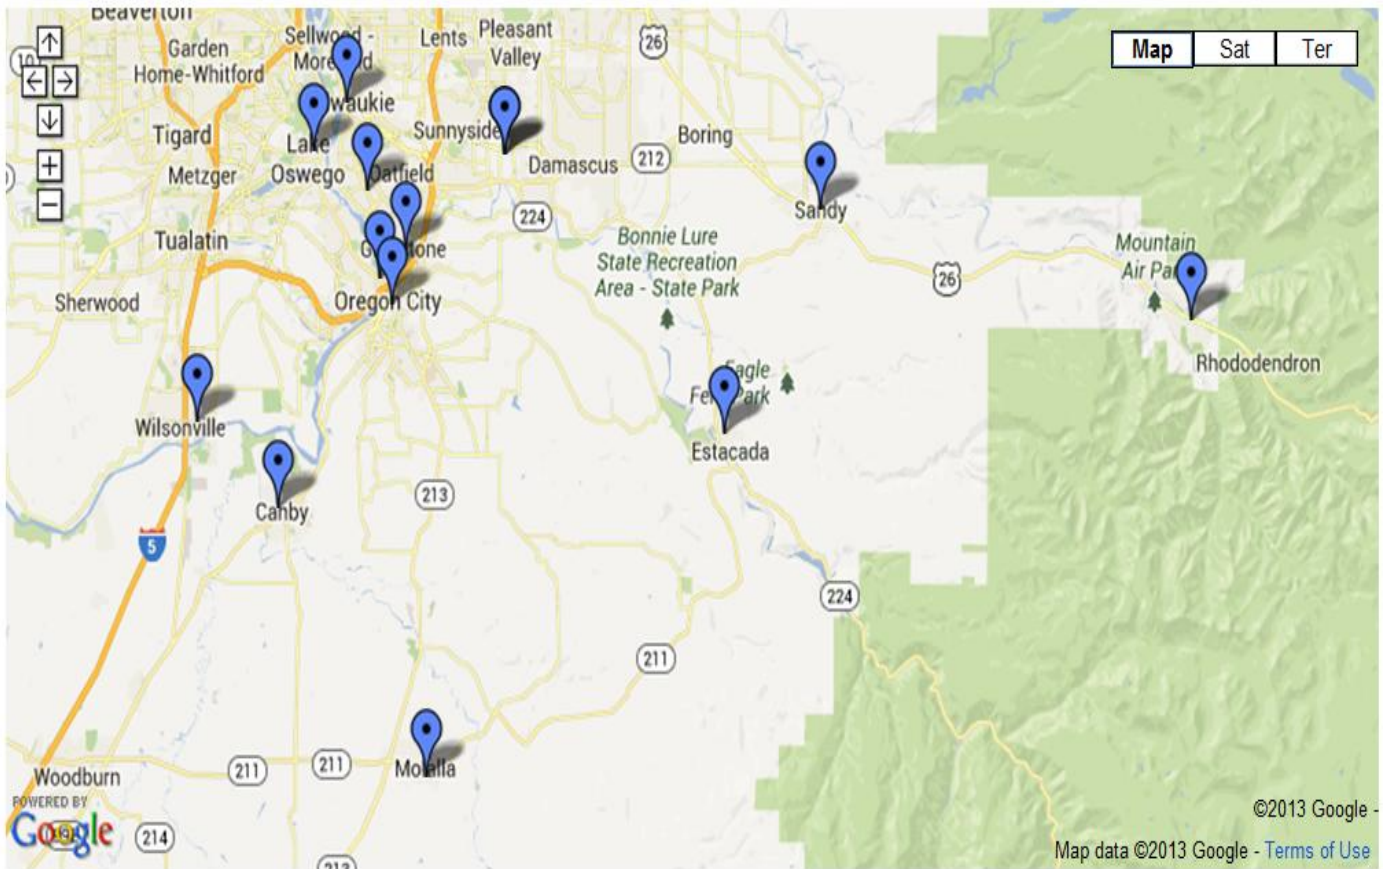 Beaverton
Garden
Home-Whitford
Sellwood -
Lents
Pleasant
Valley
26
Map
Sat
Ter
Tigard
Lake
Oswego
Sunnyside
Boring
Metzger
Damascus
212
Tualatin
224
Sandy
Bonnie Lure
State Recreation
Area - State Park
Mountain
Air
26
Sherwood
Oregon City
Rhododendron
Eagle
Park
Wilsonville
Estacada
Canby
213
5
224
211
Woodburn
211
211
POWERED BY
Google
214
213
©2013 Google -
Map data ©2013 Google - Terms of Use